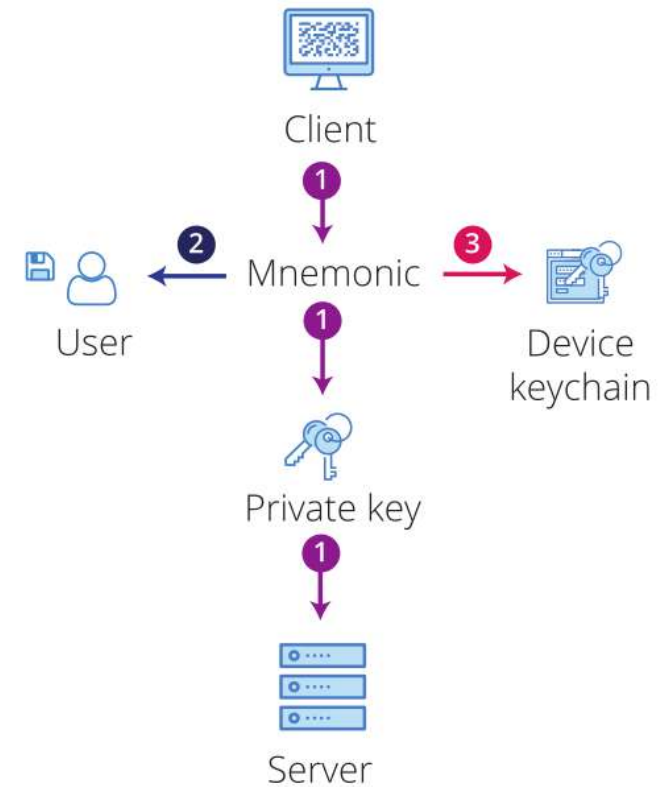 Client
1
2
Mnemonic
3
User
1
Device
keychain
Private key
1
Server